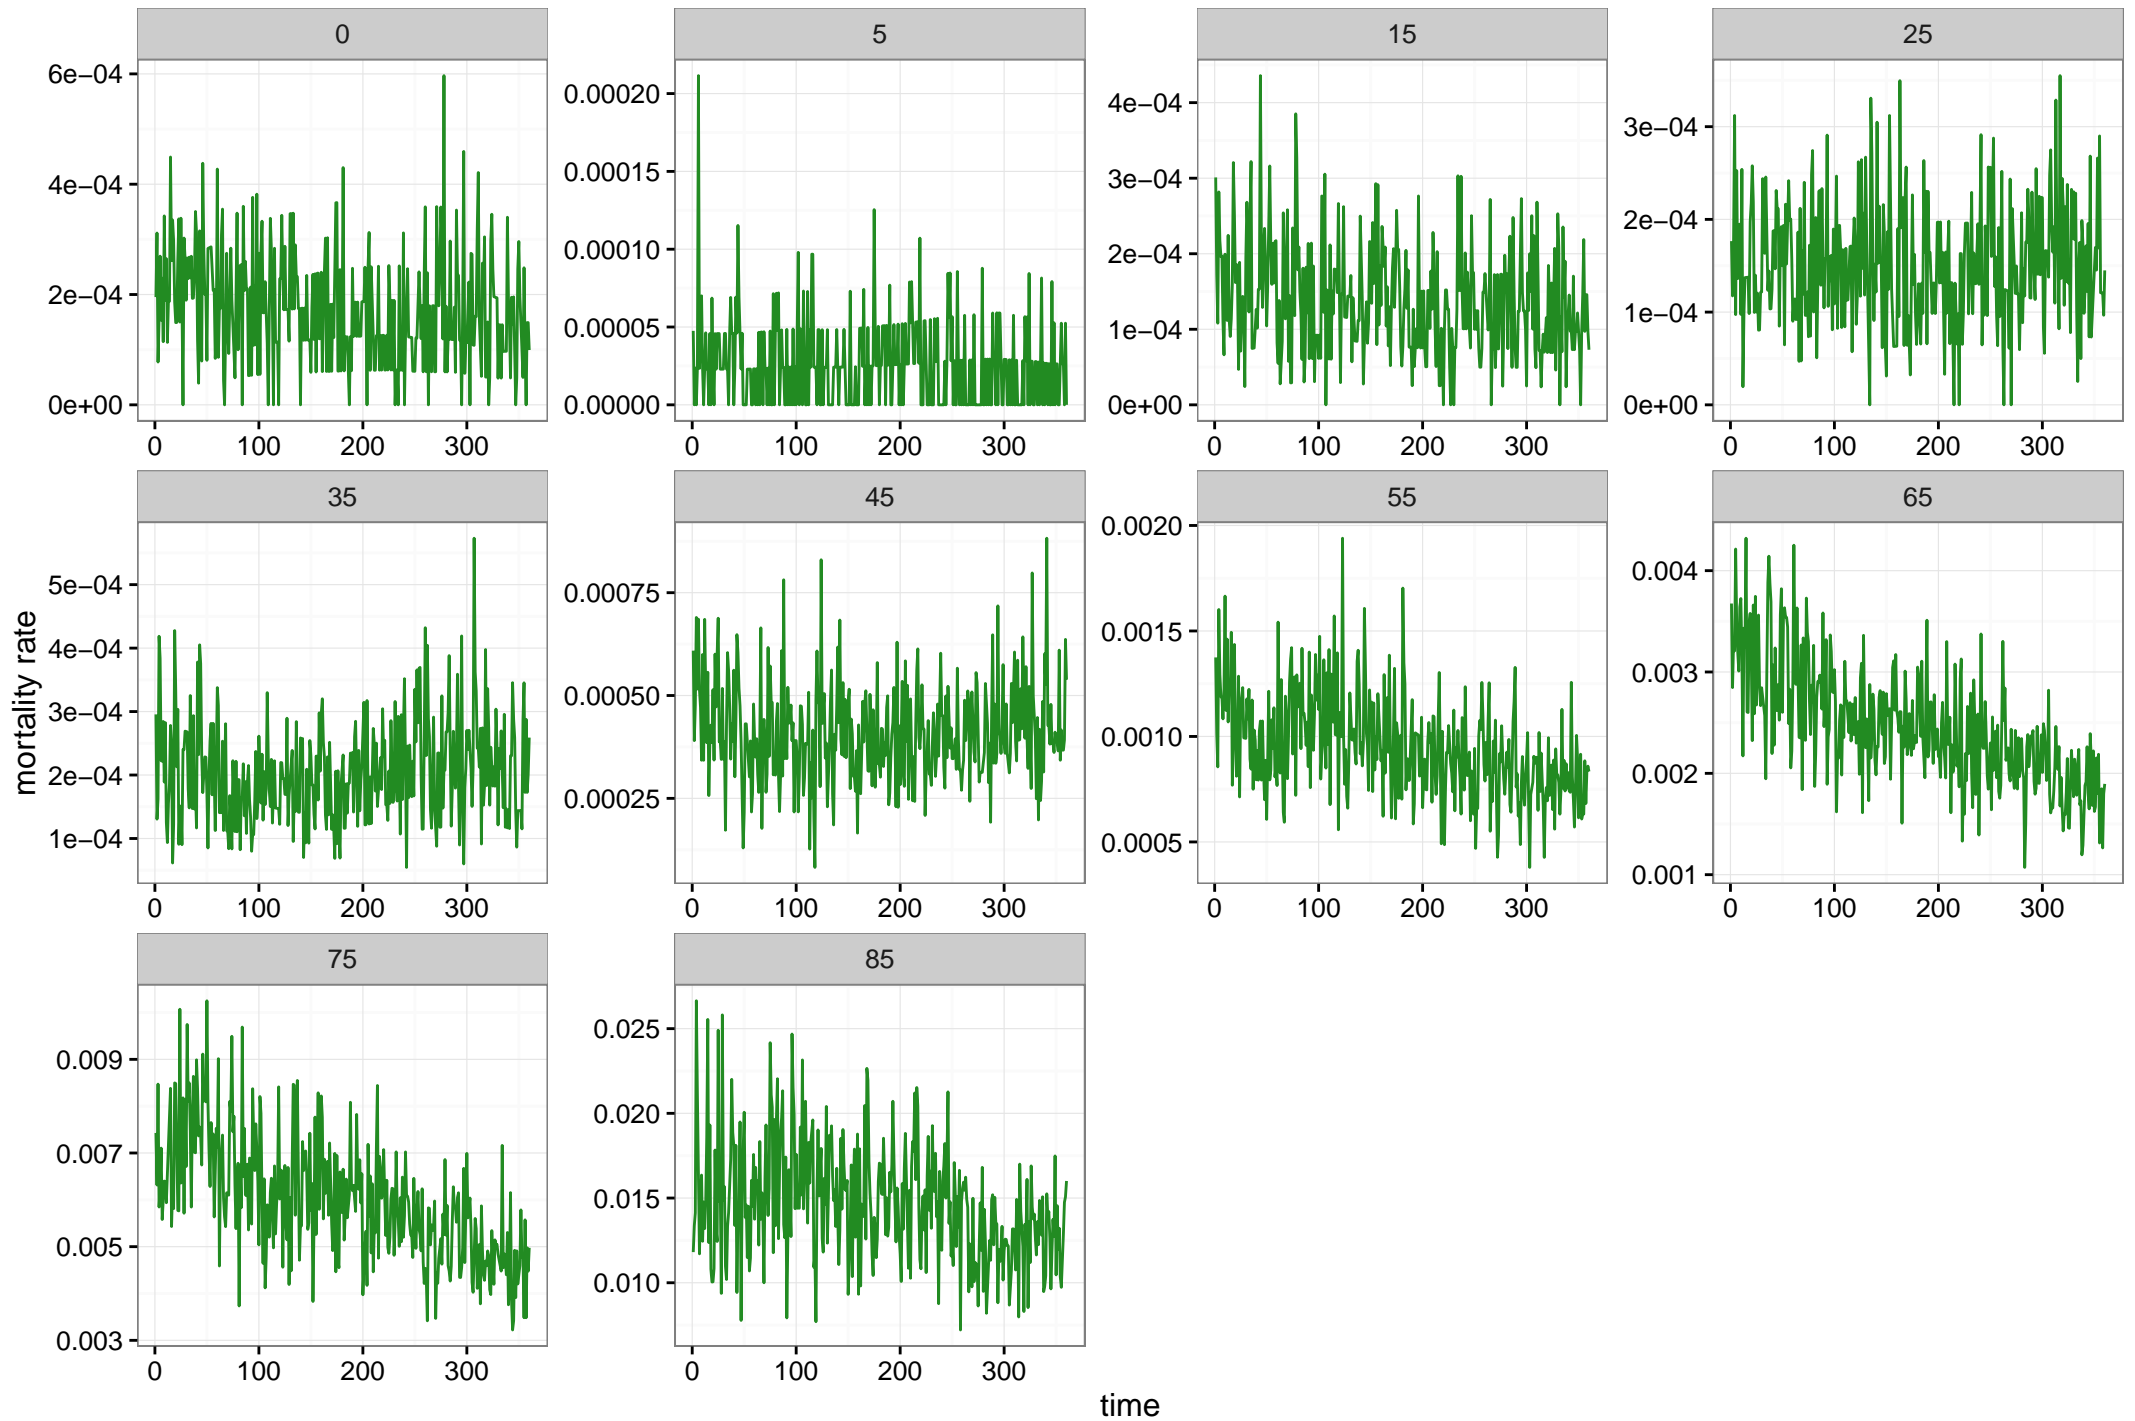 0
6e−04
4e−04
2e−04
0e+00
0 100 200 300
5
0.00020
0.00015
0.00010
0.00005
0.00000
0 100 200 300
15
4e−04
3e−04
2e−04
1e−04
0e+00
0 100 200 300
25
3e−04
2e−04
1e−04
0e+00
0 100 200 300
mortality rate
35
5e−04
4e−04
3e−04
2e−04
1e−04
0 100 200 300
45
0.00075
0.00050
0.00025
0 100 200 300
55
0.0020
0.0015
0.0010
0.0005
0 100 200 300
65
0.004
0.003
0.002
0.001
0 100 200 300
75
0.009
0.007
0.005
0.003
0 100 200 300
85
0.025
0.020
0.015
0.010
0 100 200 300
time